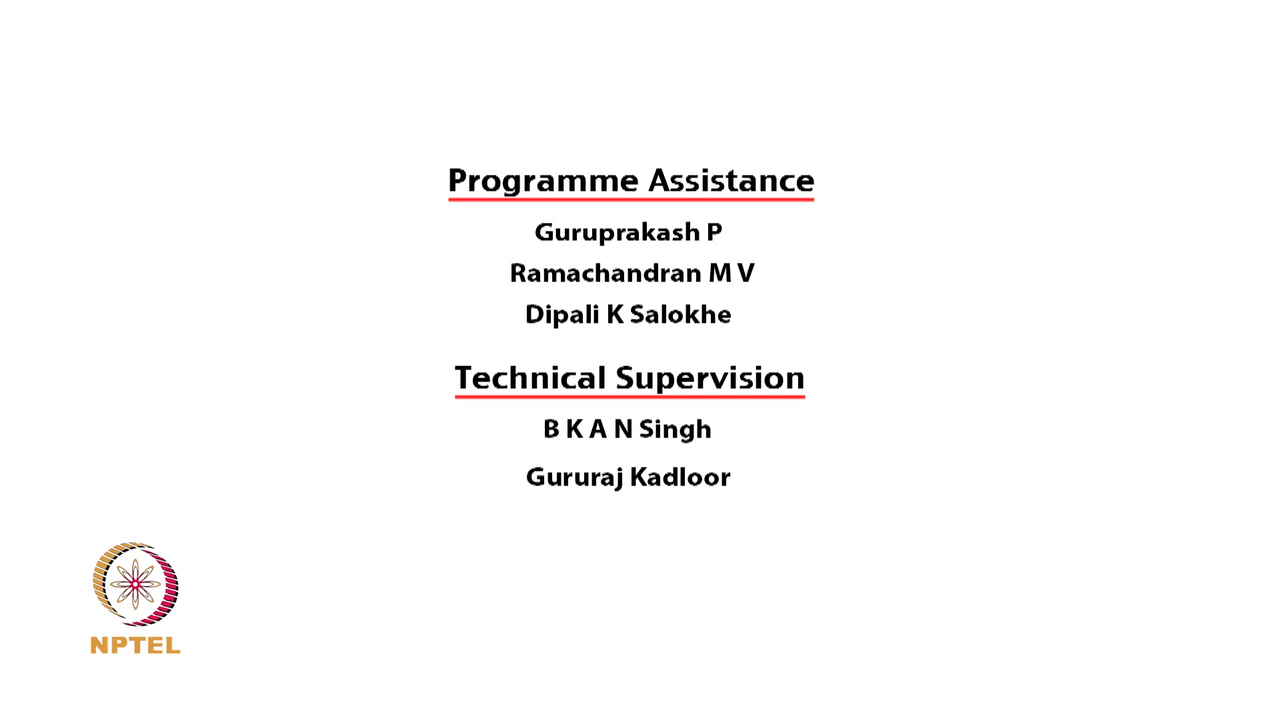 Programme Assistance
Guruprakash P
Ramachandran M V
Dipali K Salokhe
Technical Supervision
B K A N Singh
Gururaj Kadloor
NPTEL